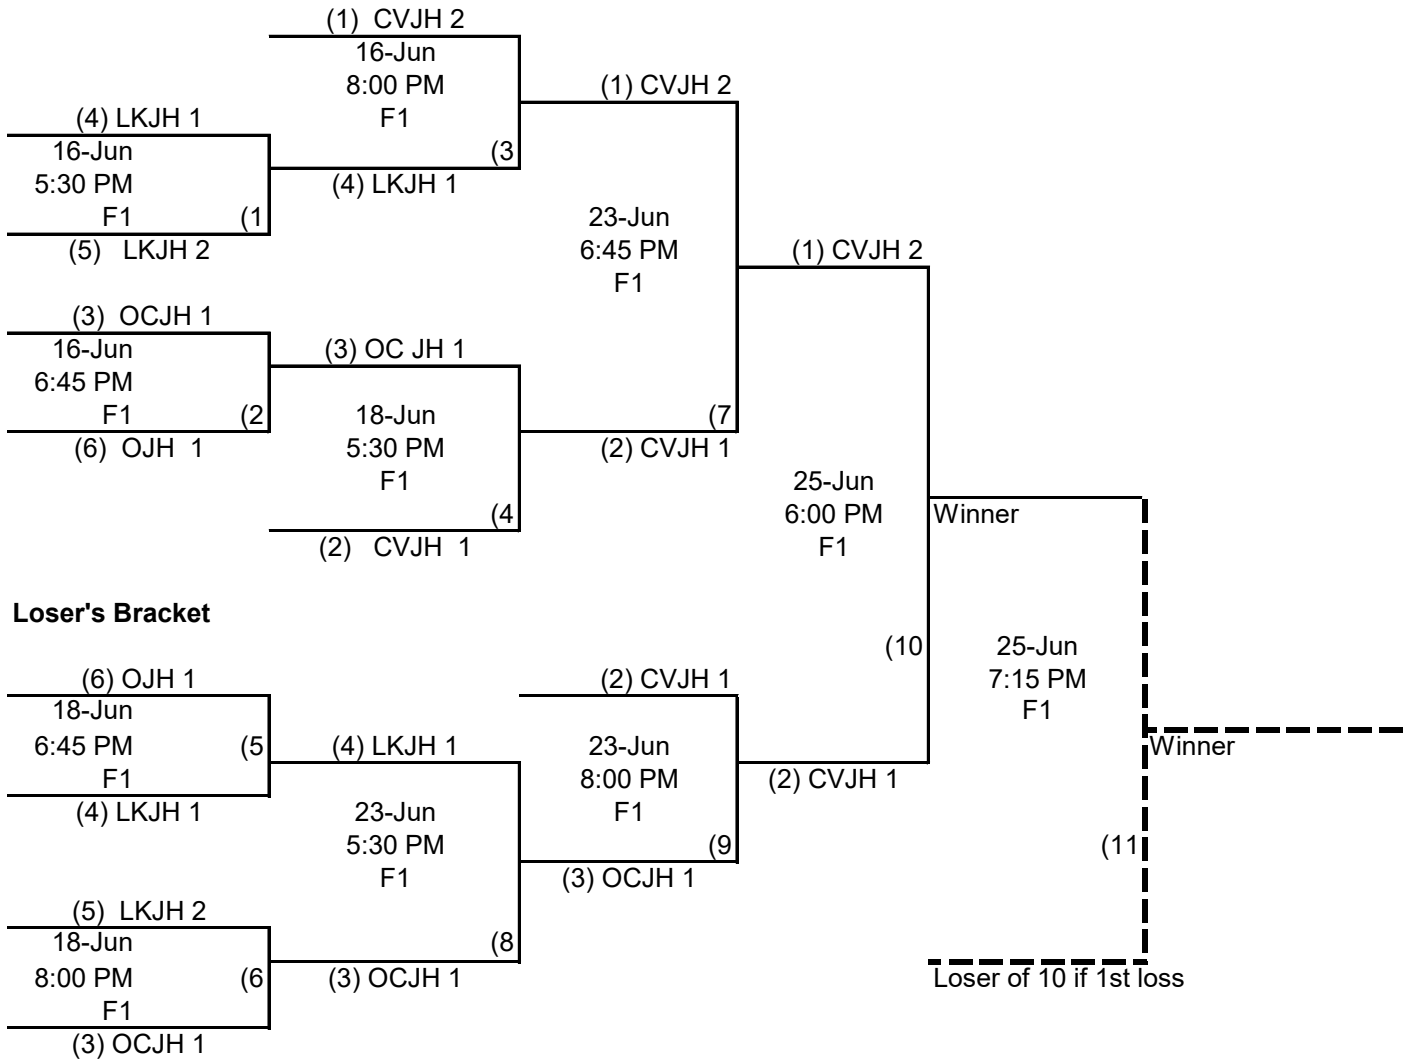 (1) CVJH 2
16-Jun
8:00 PM
F1
(3
(4) LKJH 1
16-Jun
5:30 PM
F1
(1
(5) LKJH 2
(4) LKJH 1
(1) CVJH 2
23-Jun
6:45 PM
F1
(7
(3) OCJH 1
16-Jun
6:45 PM
F1
(2
(6) OJH 1
(3) OC JH 1
18-Jun
5:30 PM
F1
(4
(2) CVJH 1
(2) CVJH 1
(1) CVJH 2
25-Jun
6:00 PM
F1
(10
Winner
Loser's Bracket
(6) OJH 1
18-Jun
6:45 PM
F1
(5
(4) LKJH 1
(4) LKJH 1
23-Jun
5:30 PM
F1
(8
(5) LKJH 2
18-Jun
8:00 PM
F1
(6
(3) OCJH 1
(3) OCJH 1
(2) CVJH 1
23-Jun
8:00 PM
F1
(9
(3) OCJH 1
(2) CVJH 1
25-Jun
7:15 PM
F1
(11
Winner
Loser of 10 if 1st loss